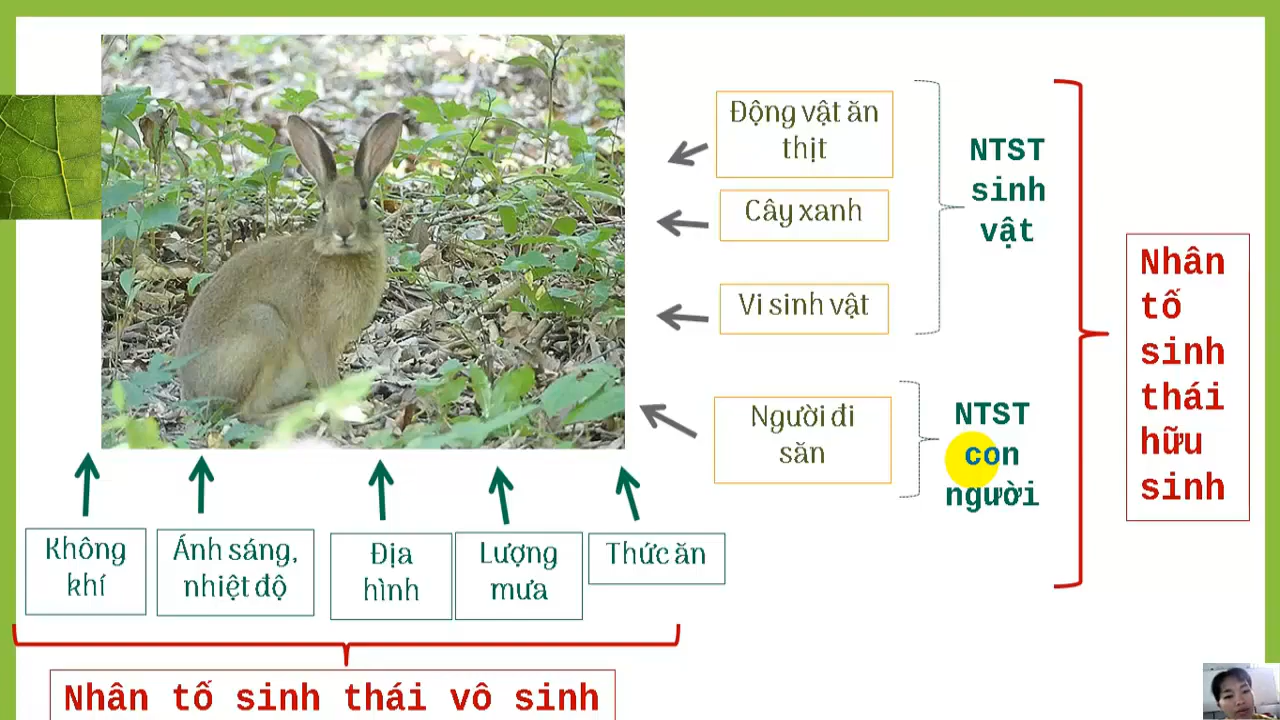 Động vật ăn
thịt
Cây xanh
Vi sinh vật
NTST
sinh
vật
Người đi
săn
NTST
con
người
Nhân
tố
sinh
thái
hữu
sinh
Không
khí
Ánh sáng,
nhiệt độ
Địa
hình
Lượng
mưa
Thức ăn
Nhân tố sinh thái vô sinh